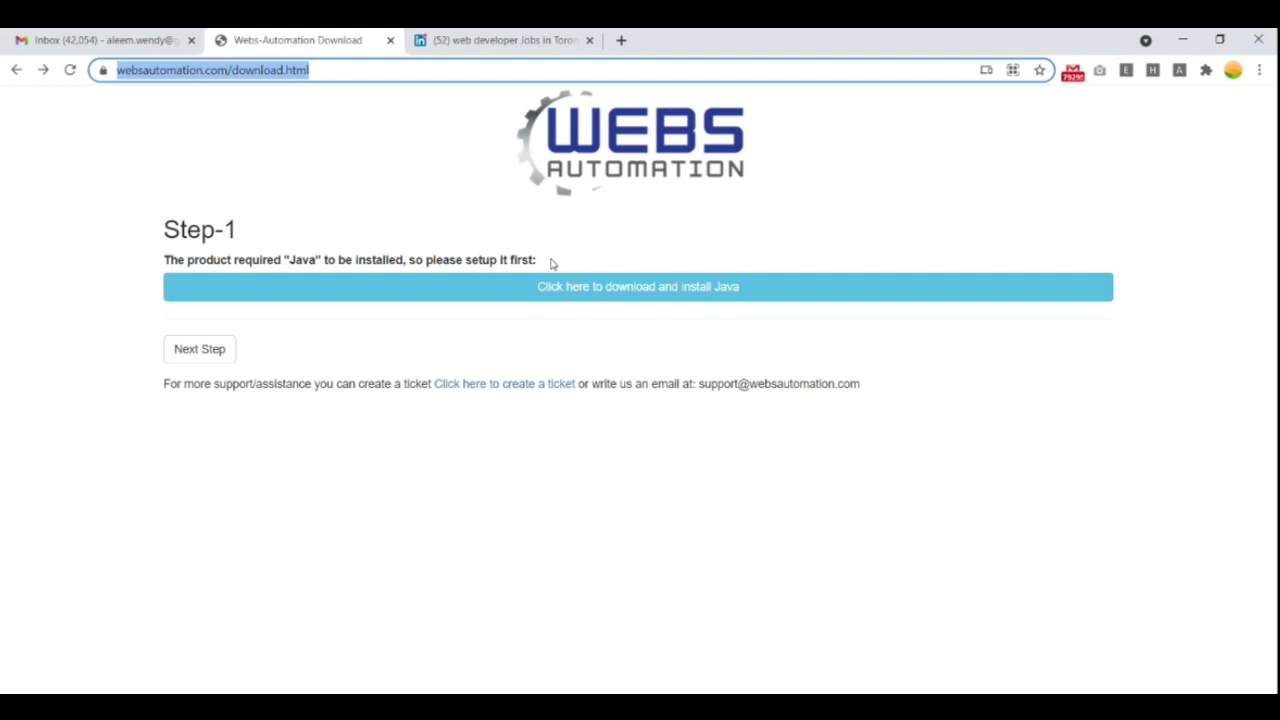 Inbox (42,054) - aleem.wendy@g
Webs-Automation Download
(52) web developer Jobs in Toron
websautomation.com/download.html
79295
E
H
A
WEBS
AUTOMATION
Step-1
The product required "Java" to be installed, so please setup it first:
Click here to download and install Java
Next Step
For more support/assistance you can create a ticket Click here to create a ticket or write us an email at: support@websautomation.com